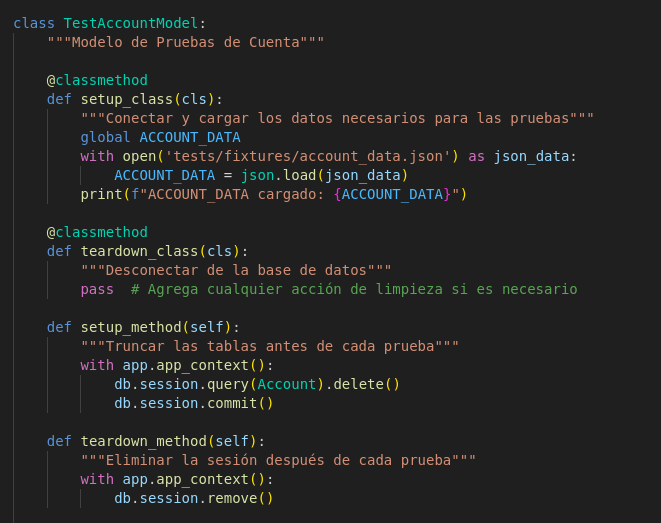 class TestAccountModel:
    """Modelo de Pruebas de Cuenta"""

    @classmethod
    def setup_class(cls):
        """Conectar y cargar los datos necesarios para las pruebas"""
        global ACCOUNT_DATA
        with open('tests/fixtures/account_data.json') as json_data:
            ACCOUNT_DATA = json.load(json_data)
        print(f"ACCOUNT_DATA cargado: {ACCOUNT_DATA}")

    @classmethod
    def teardown_class(cls):
        """Desconectar de la base de datos"""
        pass  # Agrega cualquier acción de limpieza si es necesario

    def setup_method(self):
        """Truncar las tablas antes de cada prueba"""
        with app.app_context():
            db.session.query(Account).delete()
            db.session.commit()

    def teardown_method(self):
        """Eliminar la sesión después de cada prueba"""
        with app.app_context():
            db.session.remove()